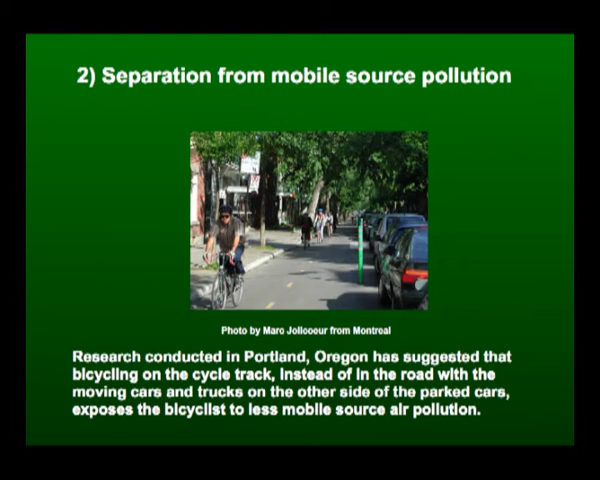 2) Separation from mobile source pollution
Photo by Marc Jolicoeur from Montreal
Research conducted in Portland, Oregon has suggested that
bicycling on the cycle track, instead of in the road with the
moving cars and trucks on the other side of the parked cars,
exposes the bicyclist to less mobile source air pollution.